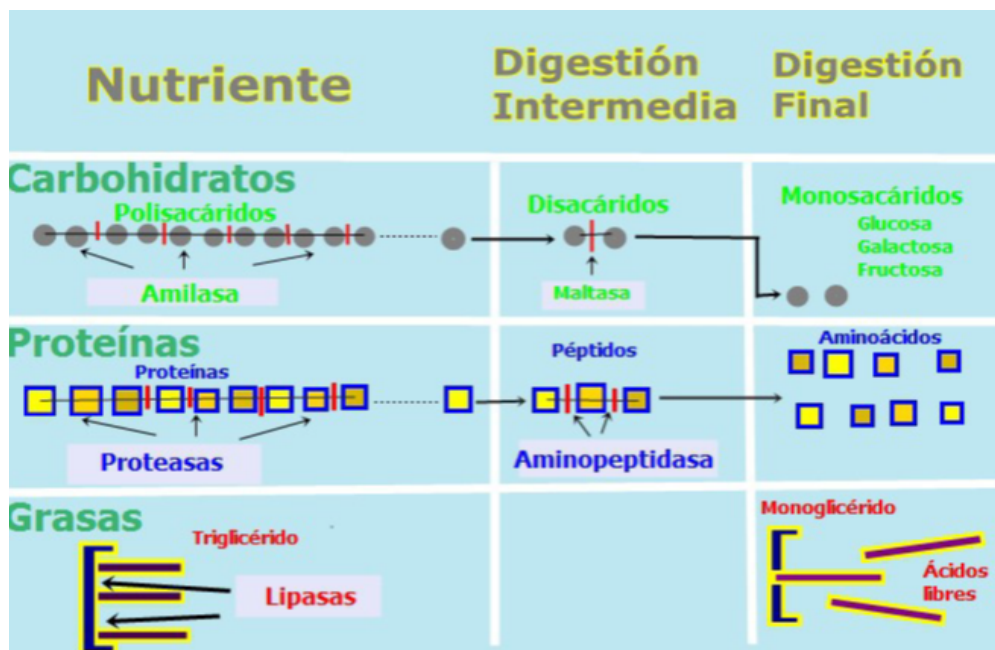 Nutriente
Digestión
Intermedia
Digestión
Final
Carbohidratos
Polisacáridos
Amilasa
Disacáridos
Maltasa
Monosacáridos
Glucosa
Galactosa
Fructosa
Proteínas
Proteínas
Proteasas
Péptidos
Aminopeptidasa
Aminoácidos
Grasas
Triglicérido
Lipasas
Monoglicérido
Ácidos
libres